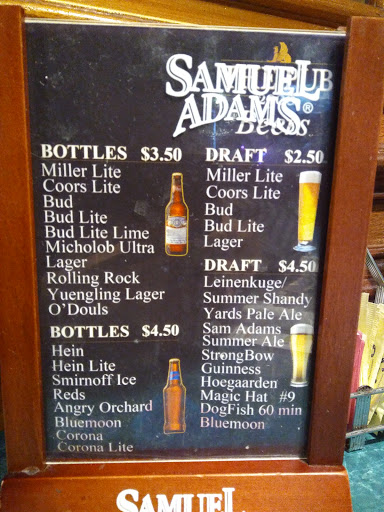 SAMUEL
ADAMS®
Beers
BOTTLES $3.50
Miller Lite
Coors Lite
Bud
Bud Lite
Bud Lite Lime
Micholob Ultra
Lager
Rolling Rock
Yuengling Lager
O'Douls
BOTTLES $4.50
Hein
Hein Lite
Smirnoff Ice
Reds
Angry Orchard
Bluemoon
Corona
Corona Lite
DRAFT $2.50
Miller Lite
Coors Lite
Bud
Bud Lite
Lager
DRAFT $4.50
Leinenkuge/
Summer Shandy
Yards Pale Ale
Sam Adams
Summer Ale
StrongBow
Guinness
Hoegaarden
Magic Hat #9
DogFish 60 min
Bluemoon
SAMUEL